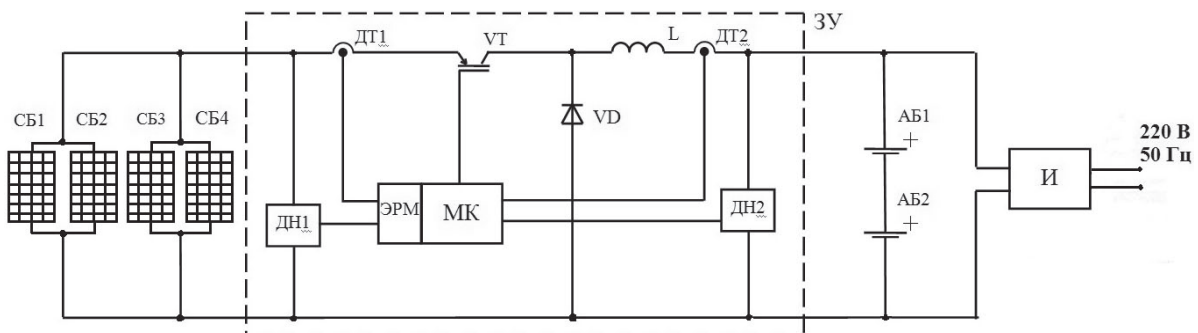 ЗУ
ДТ1
VT
L
ДТ2
СБ1
СБ2
СБ3
СБ4
VD
АБ1
+
220 В
50 Гц
И
ЭРМ
МК
ДН1
ДН2
АБ2
+